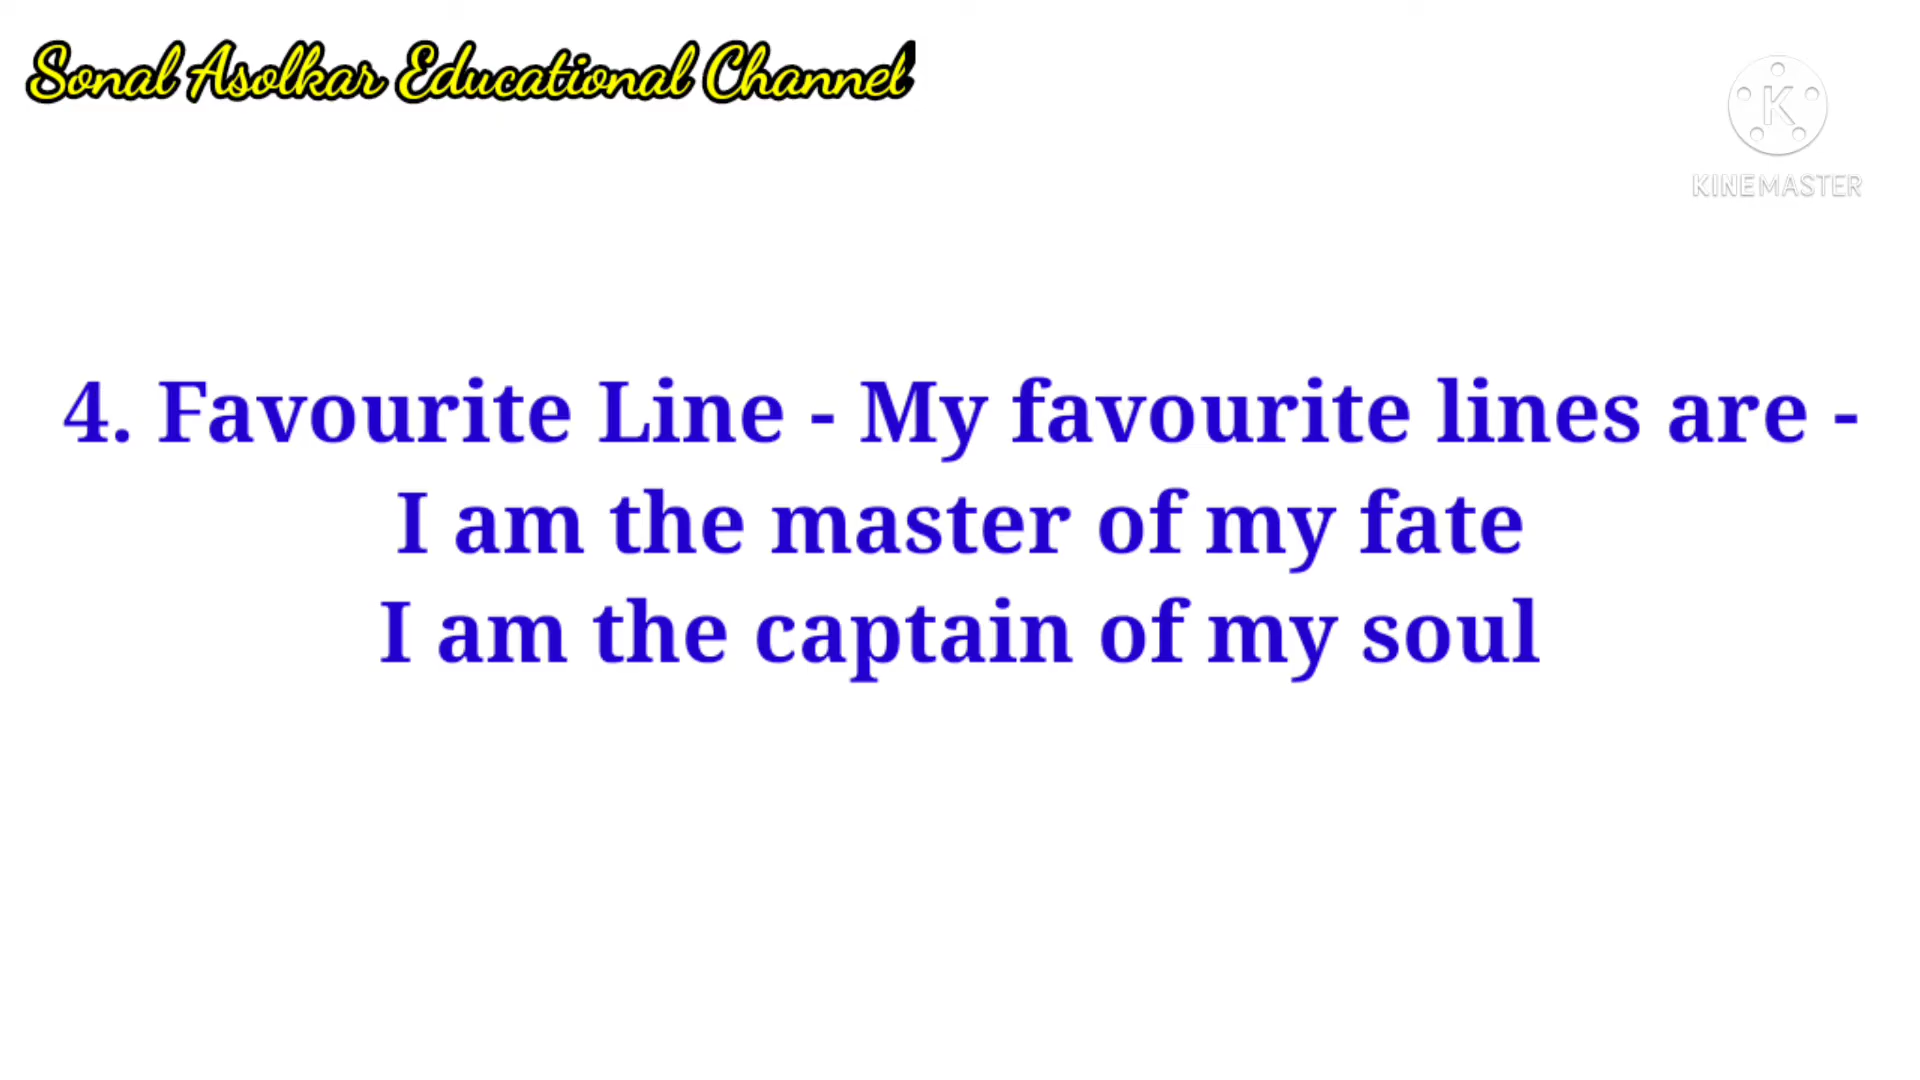 Sonal Asolkar Educational Channel
K
KINEMASTER
4. Favourite Line - My favourite lines are -
I am the master of my fate
I am the captain of my soul